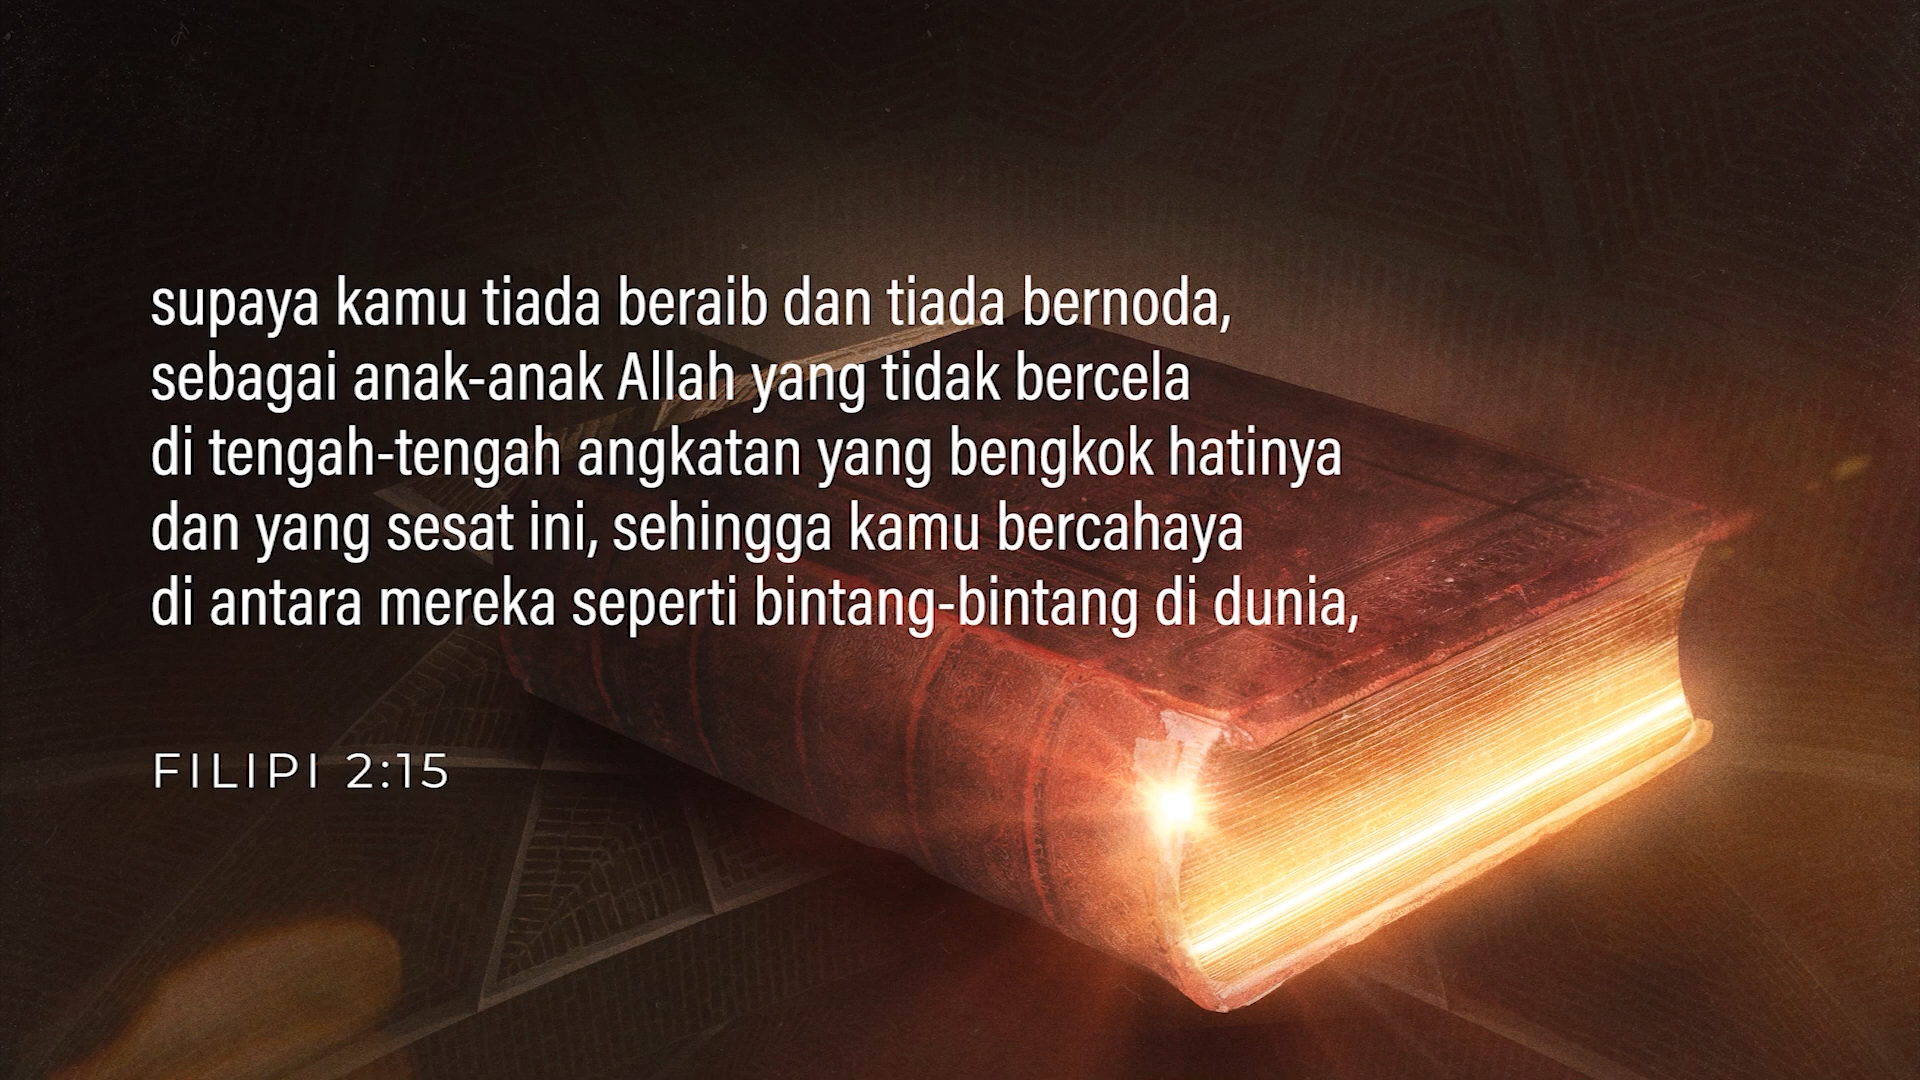 supaya kamu tiada beraib dan tiada bernoda,
sebagai anak-anak Allah yang tidak bercela
di tengah-tengah angkatan yang bengkok hatinya
dan yang sesat ini, sehingga kamu bercahaya
di antara mereka seperti bintang-bintang di dunia,
FILIPI 2:15